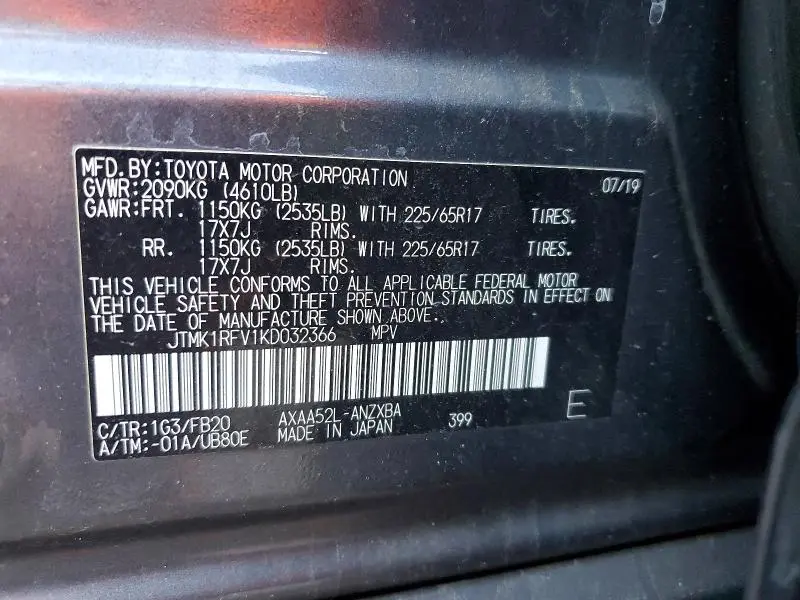 MFD.BY:TOYOTA MOTOR CORPORATION 07/19
GVWR:2090KG (4610LB)
GAWR:FRT. 1150KG (2535LB) WITH 225/65R17 TIRES.
17X7J RIMS.
RR. 1150KG (2535LB) WITH 225/65R17 TIRES.
17X7J RIMS.
THIS VEHICLE CONFORMS TO ALL APPLICABLE FEDERAL MOTOR
VEHICLE SAFETY AND THEFT PREVENTION STANDARDS IN EFFECT ON
THE DATE OF MANUFACTURE SHOWN ABOVE.
JTMK1RFV1KD032366 MPV
C/TR:1G3/FB20 AXAA52L-ANZXBA 399 E
A/TM:-01A/UB80E MADE IN JAPAN